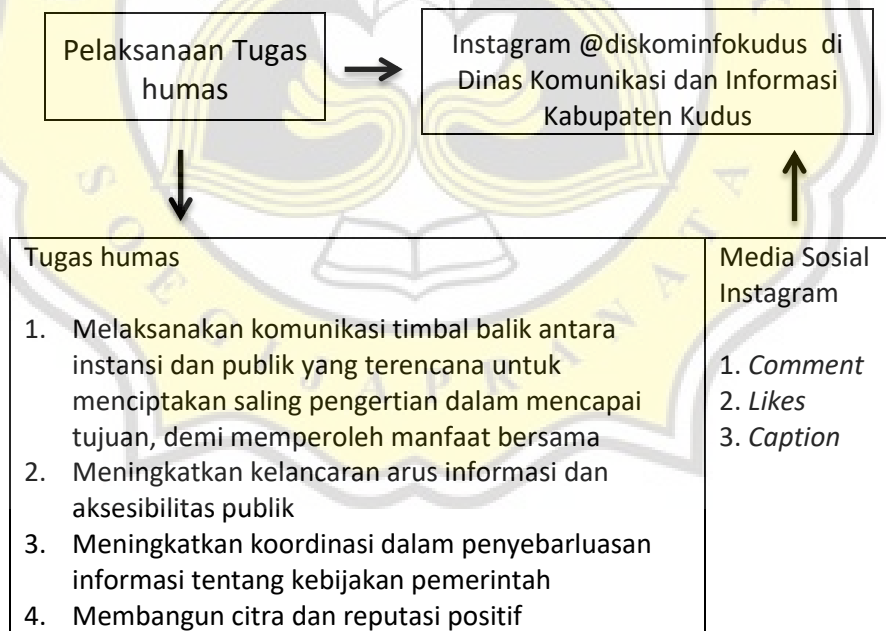 Pelaksanaan Tugas
humas
Instagram @diskominfokudus di
Dinas Komunikasi dan Informasi
Kabupaten Kudus
Tugas humas
1. Melaksanakan komunikasi timbal balik antara
instansi dan publik yang terencana untuk
menciptakan saling pengertian dalam mencapai
tujuan, demi memperoleh manfaat bersama
2. Meningkatkan kelancaran arus informasi dan
aksesibilitas publik
3. Meningkatkan koordinasi dalam penyebarluasan
informasi tentang kebijakan pemerintah
4. Membangun citra dan reputasi positif
Media Sosial
Instagram
1. Comment
2. Likes
3. Caption
SOEGIJAPRANATA